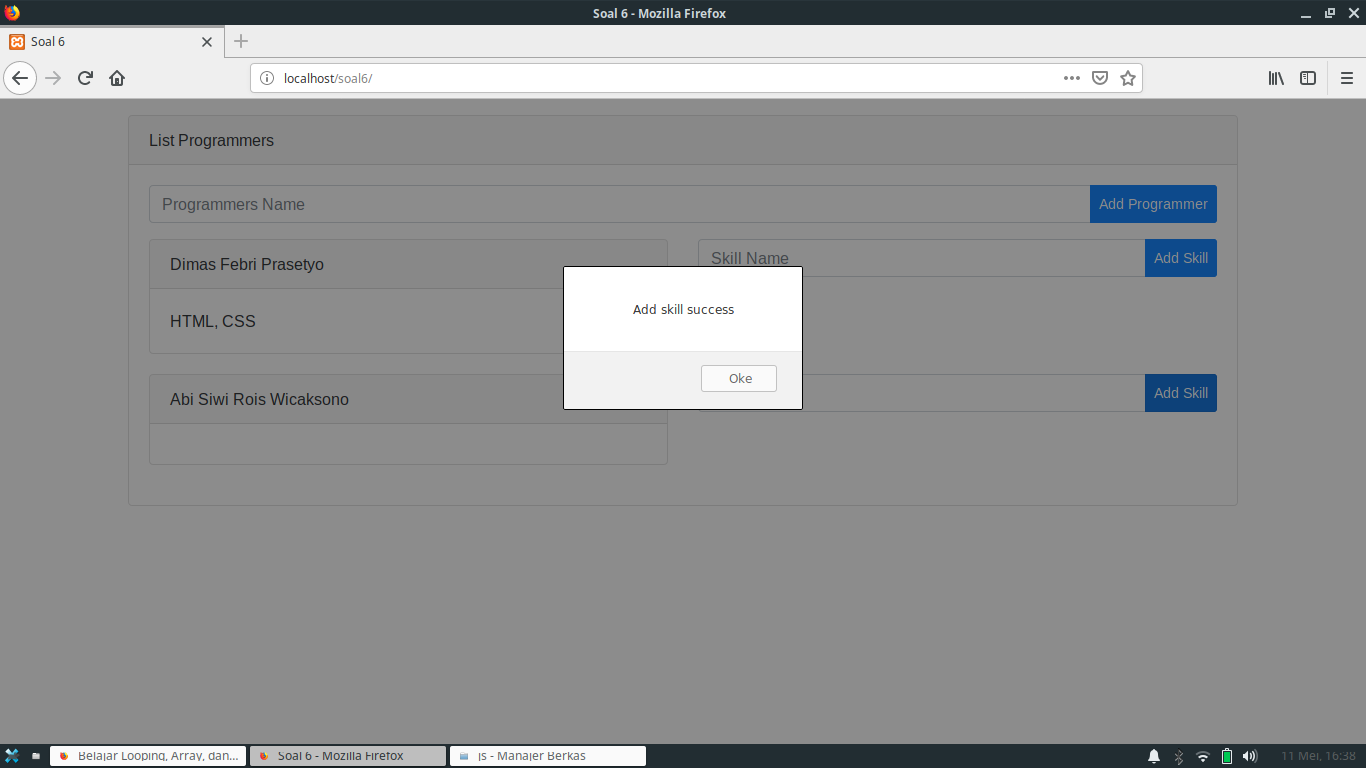 Soal 6 - Mozilla Firefox
Soal 6
localhost/soal6/
List Programmers
Programmers Name
Add Programmer
Dimas Febri Prasetyo
Skill Name
Add Skill
HTML, CSS
Add skill success
Oke
Abi Siwi Rois Wicaksono
Add Skill
Belajar Looping, Array, dan...
Soal 6 - Mozilla Firefox
js - Manajer Berkas
11 Mei, 16:38